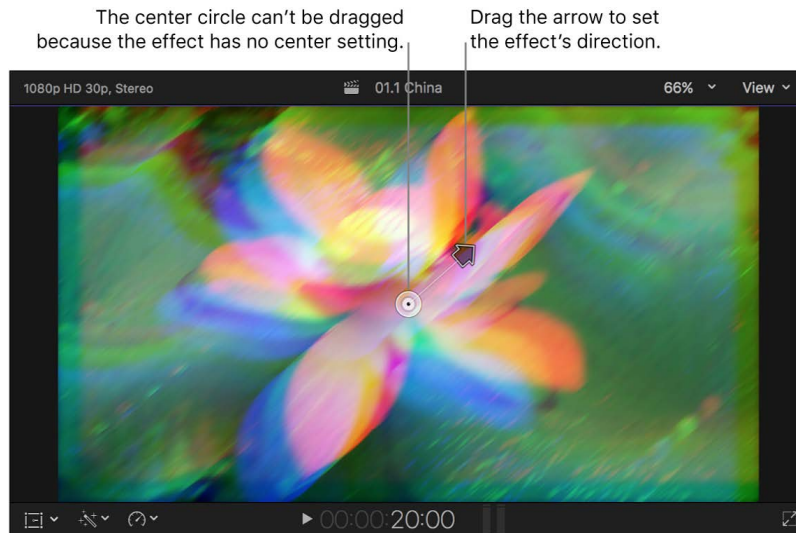 The center circle can't be dragged
because the effect has no center setting.
Drag the arrow to set
the effect's direction.
1080p HD 30p, Stereo
01.1 China
66%
View
00:00:20:00